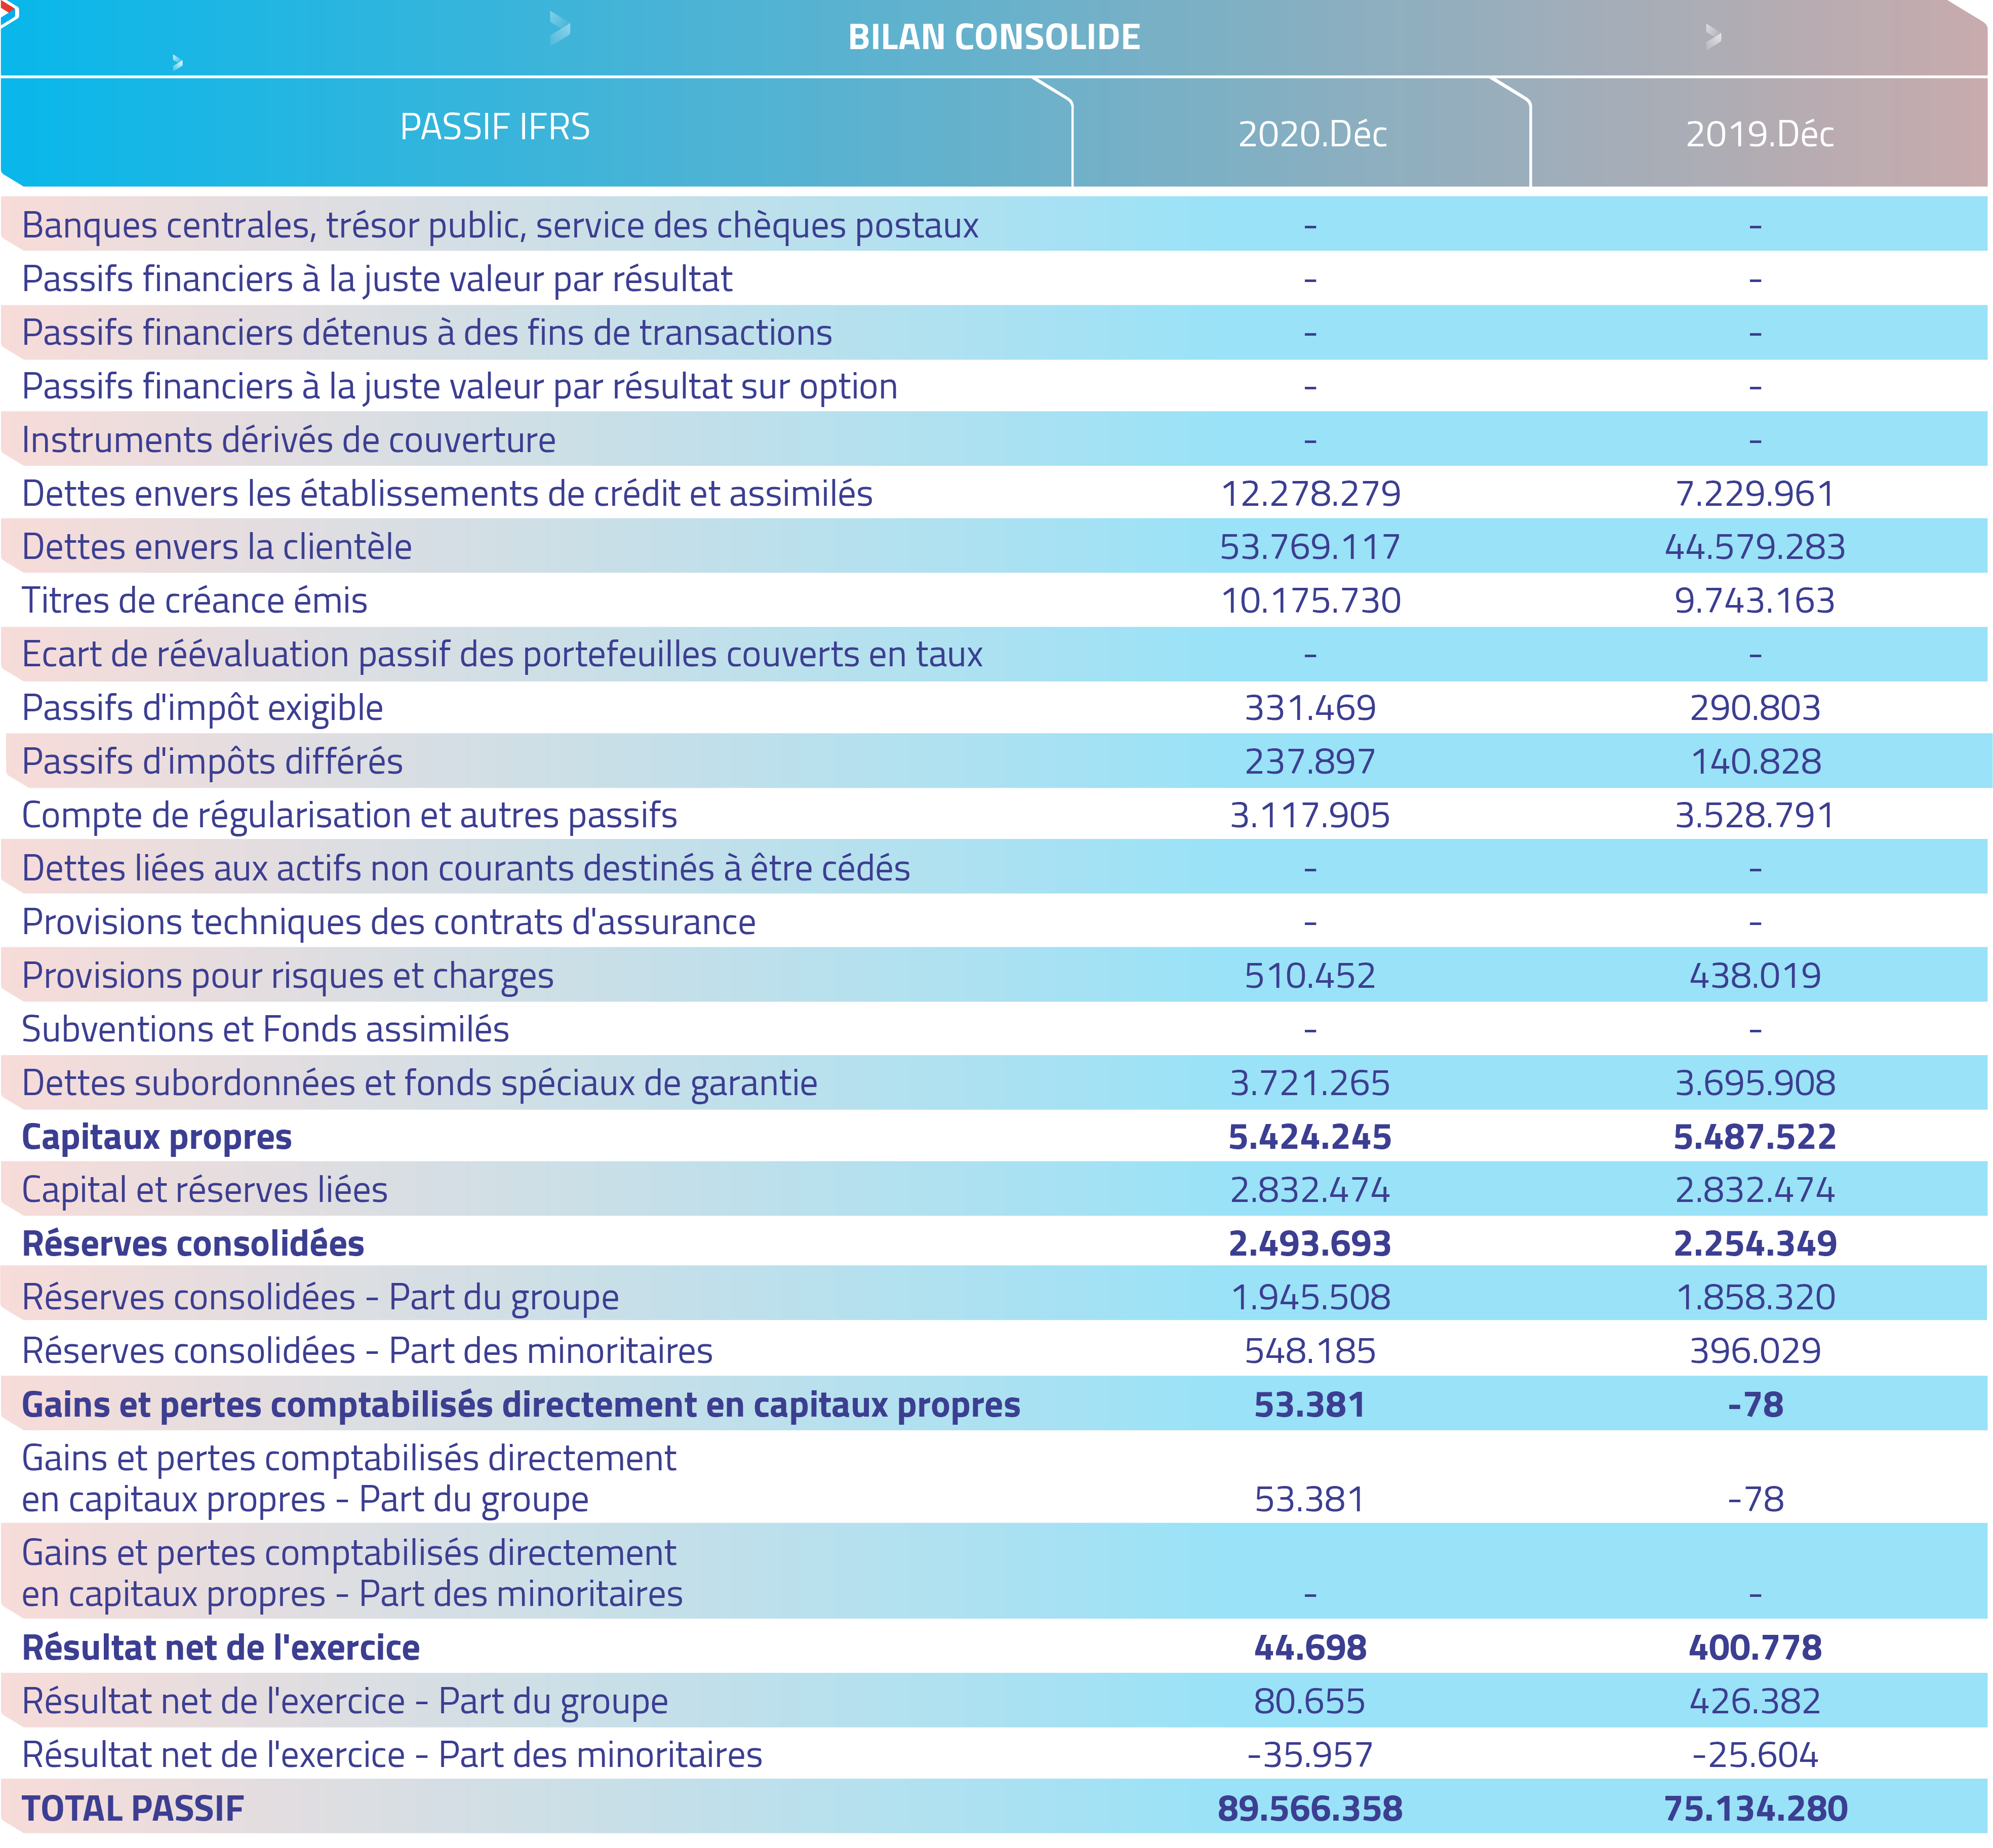 BILAN CONSOLIDE
PASSIF IFRS 2020.Déc 2019.Déc
Banques centrales, trésor public, service des chèques postaux - -
Passifs financiers à la juste valeur par résultat - -
Passifs financiers détenus à des fins de transactions - -
Passifs financiers à la juste valeur par résultat sur option - -
Instruments dérivés de couverture - -
Dettes envers les établissements de crédit et assimilés 12.278.279 7.229.961
Dettes envers la clientèle 53.769.117 44.579.283
Titres de créance émis 10.175.730 9.743.163
Ecart de réévaluation passif des portefeuilles couverts en taux - -
Passifs d'impôt exigible 331.469 290.803
Passifs d'impôts différés 237.897 140.828
Compte de régularisation et autres passifs 3.117.905 3.528.791
Dettes liées aux actifs non courants destinés à être cédés - -
Provisions techniques des contrats d'assurance - -
Provisions pour risques et charges 510.452 438.019
Subventions et Fonds assimilés - -
Dettes subordonnées et fonds spéciaux de garantie 3.721.265 3.695.908
Capitaux propres 5.424.245 5.487.522
Capital et réserves liées 2.832.474 2.832.474
Réserves consolidées 2.493.693 2.254.349
Réserves consolidées - Part du groupe 1.945.508 1.858.320
Réserves consolidées - Part des minoritaires 548.185 396.029
Gains et pertes comptabilisés directement en capitaux propres 53.381 -78
Gains et pertes comptabilisés directement
en capitaux propres - Part du groupe 53.381 -78
Gains et pertes comptabilisés directement
en capitaux propres - Part des minoritaires - -
Résultat net de l'exercice 44.698 400.778
Résultat net de l'exercice - Part du groupe 80.655 426.382
Résultat net de l'exercice - Part des minoritaires -35.957 -25.604
TOTAL PASSIF 89.566.358 75.134.280